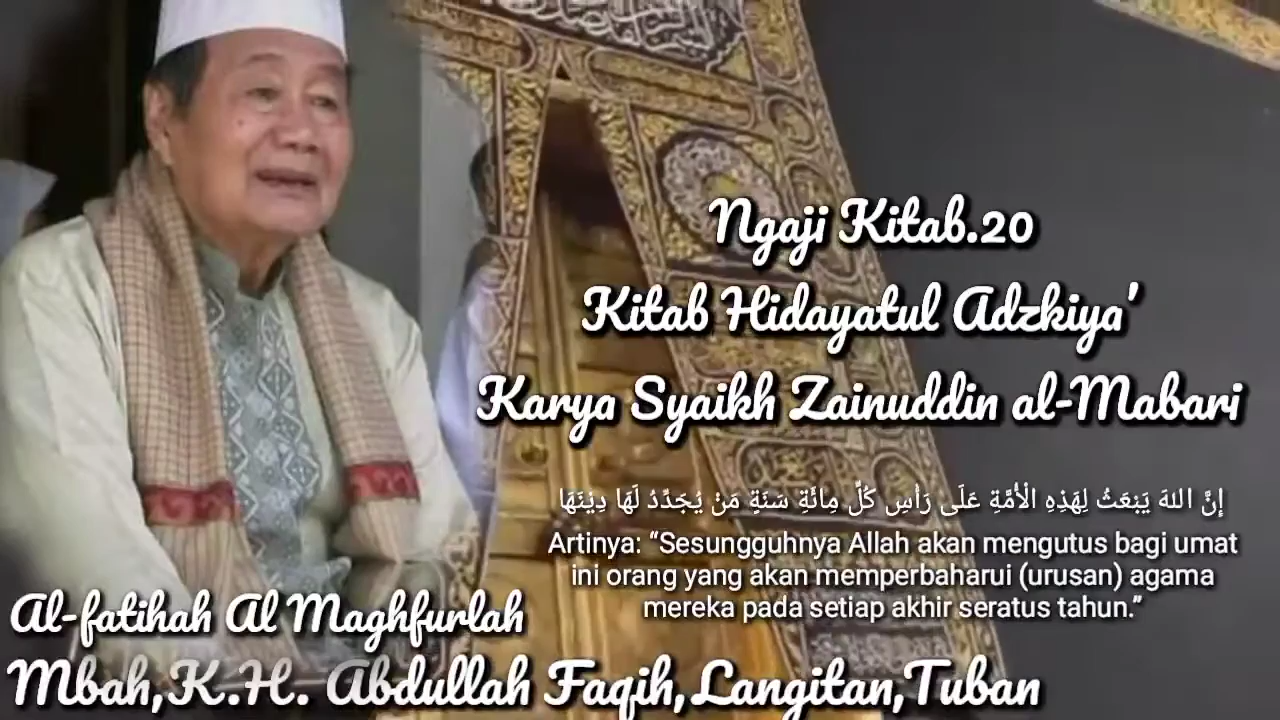 Ngaji Kitab.20
Kitab Hidayatul Adzkiya'
Karya Syaikh Zainuddin al-Mabari
إِنَّ اللهَ يَبْعَثُ لِهَذِهِ الْأُمَّةِ عَلَى رَأْسِ كُلِّ مِائَةِ سَنَةٍ مَنْ يُجَدِّدُ لَهَا دِيْنَهَا
Artinya: “Sesungguhnya Allah akan mengutus bagi umat
ini orang yang akan memperbaharui (urusan) agama
mereka pada setiap akhir seratus tahun.”
Al-fatihah Al Maghfurlah
Mbah,K.H. Abdullah Faqih,Langitan,Tuban